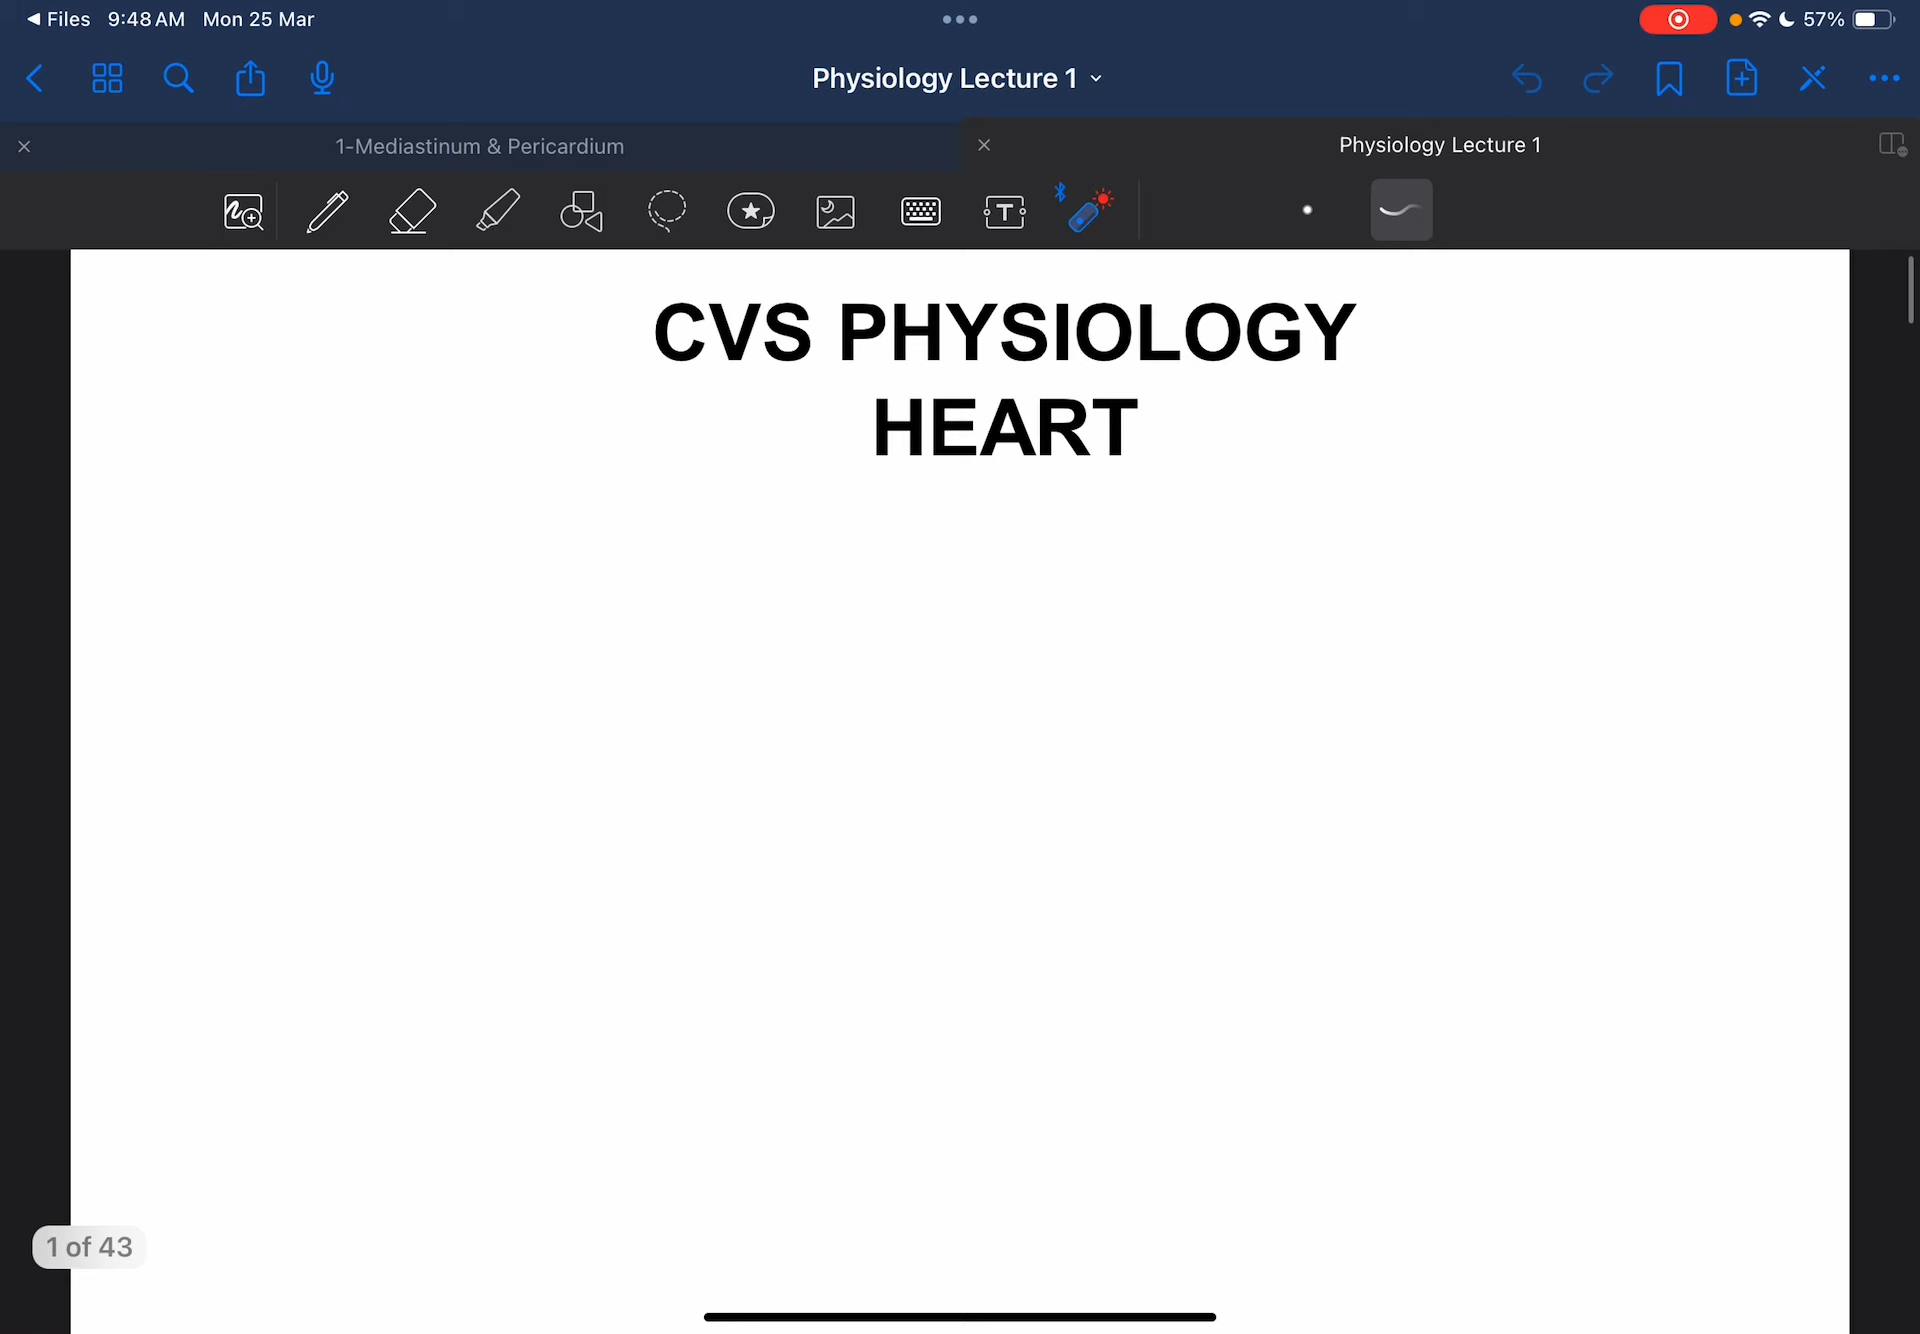 Files 9:48 AM Mon 25 Mar
57%
Physiology Lecture 1
1-Mediastinum & Pericardium
Physiology Lecture 1
T
CVS PHYSIOLOGY
HEART
1 of 43